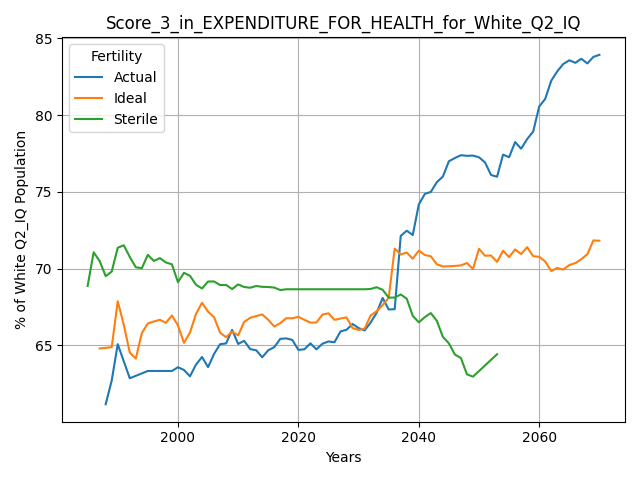 Score_3_in_EXPENDITURE_FOR_HEALTH_for_White_Q2_IQ
85
80
75
70
65
% of White Q2_IQ Population
Fertility
Actual
Ideal
Sterile
2000 2020 2040 2060
Years